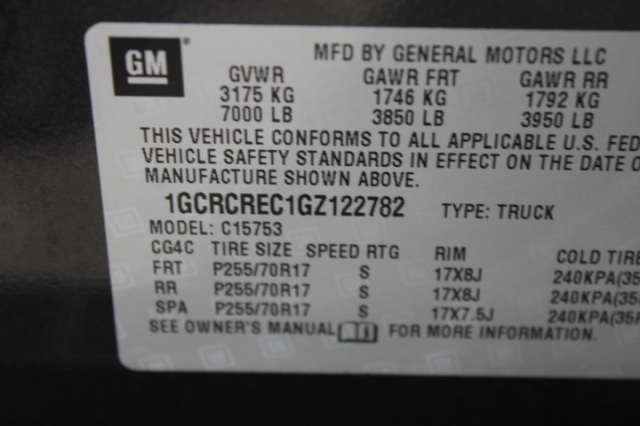 GM
MFD BY GENERAL MOTORS LLC
GVWR GAWR FRT GAWR RR
3175 KG 1746 KG 1792 KG
7000 LB 3850 LB 3950 LB
THIS VEHICLE CONFORMS TO ALL APPLICABLE U.S. FED
VEHICLE SAFETY STANDARDS IN EFFECT ON THE DATE O
MANUFACTURE SHOWN ABOVE.
1GCRCREC1GZ122782 TYPE: TRUCK
MODEL: C15753
CG4C TIRE SIZE SPEED RTG RIM COLD TIRE
FRT P255/70R17 S 17X8J 240KPA(35
RR P255/70R17 S 17X8J 240KPA(35
SPA P255/70R17 S 17X7.5J 240KPA(35P
SEE OWNER'S MANUAL FOR MORE INFORMATION.